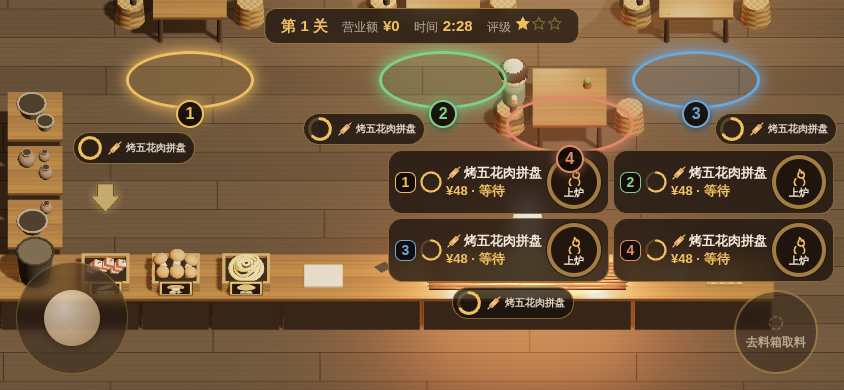 第 1 关 营业额 ¥0 时间 2:28 评级
1
2
3
烤五花肉拼盘
烤五花肉拼盘
烤五花肉拼盘
4
1 烤五花肉拼盘
¥48 · 等待
上炉
2 烤五花肉拼盘
¥48 · 等待
上炉
3 烤五花肉拼盘
¥48 · 等待
上炉
4 烤五花肉拼盘
¥48 · 等待
上炉
烤五花肉拼盘
去料箱取料